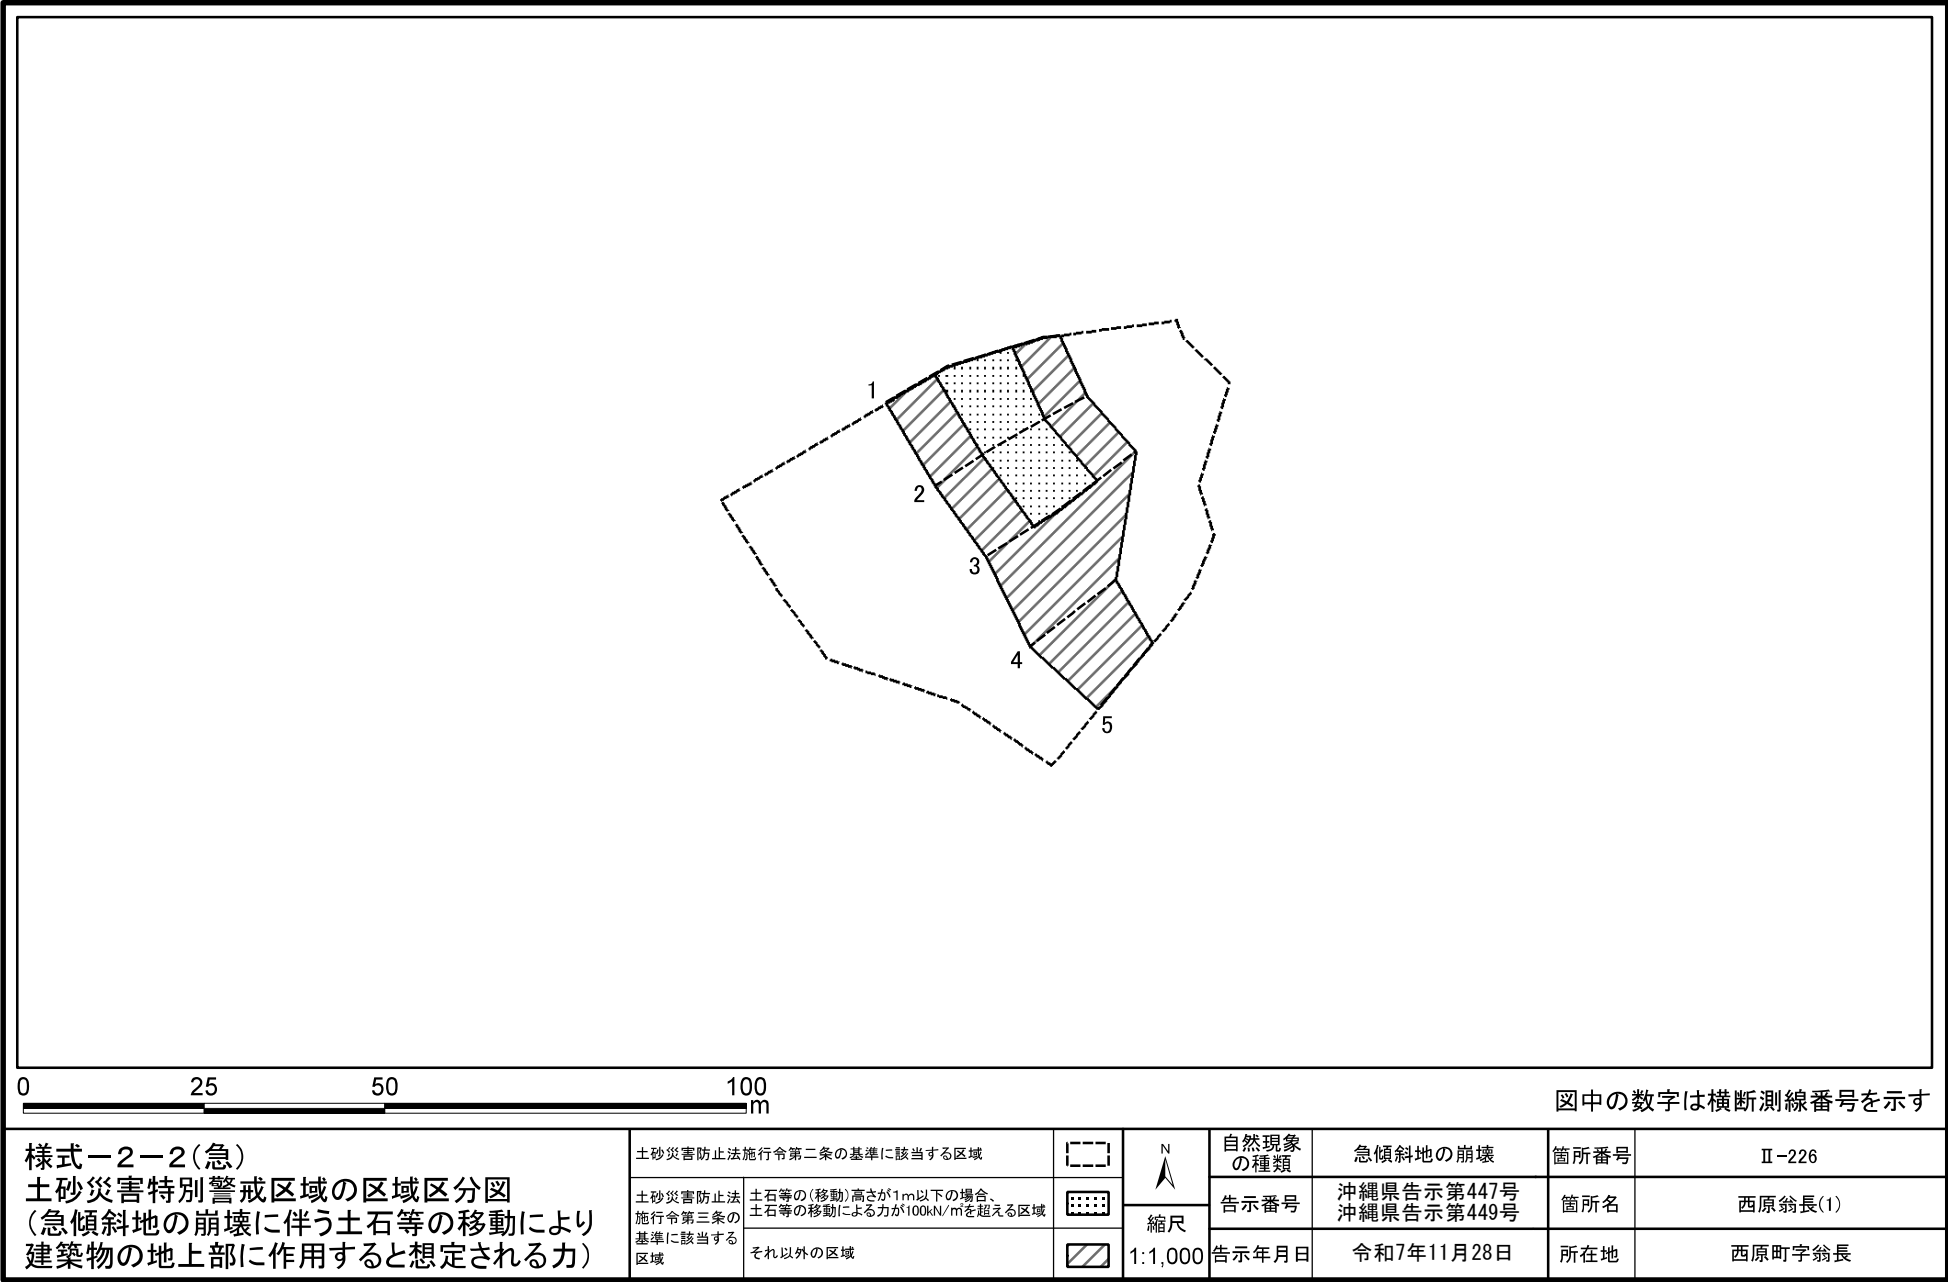 1
2
3
4
5
0 25 50 100
m
図中の数字は横断測線番号を示す
様式－２－２（急）
土砂災害特別警戒区域の区域区分図
（急傾斜地の崩壊に伴う土石等の移動により
建築物の地上部に作用すると想定される力）
土砂災害防止法施行令第二条の基準に該当する区域
土砂災害防止法
施行令第三条の
基準に該当する
区域
土石等の（移動）高さが１ｍ以下の場合、
土石等の移動による力が100kN/㎡を超える区域
それ以外の区域
N
縮尺
1:1,000
自然現象
の種類
急傾斜地の崩壊
箇所番号
Ⅱ-226
告示番号
沖縄県告示第447号
沖縄県告示第449号
箇所名
西原翁長(1)
告示年月日
令和7年11月28日
所在地
西原町字翁長